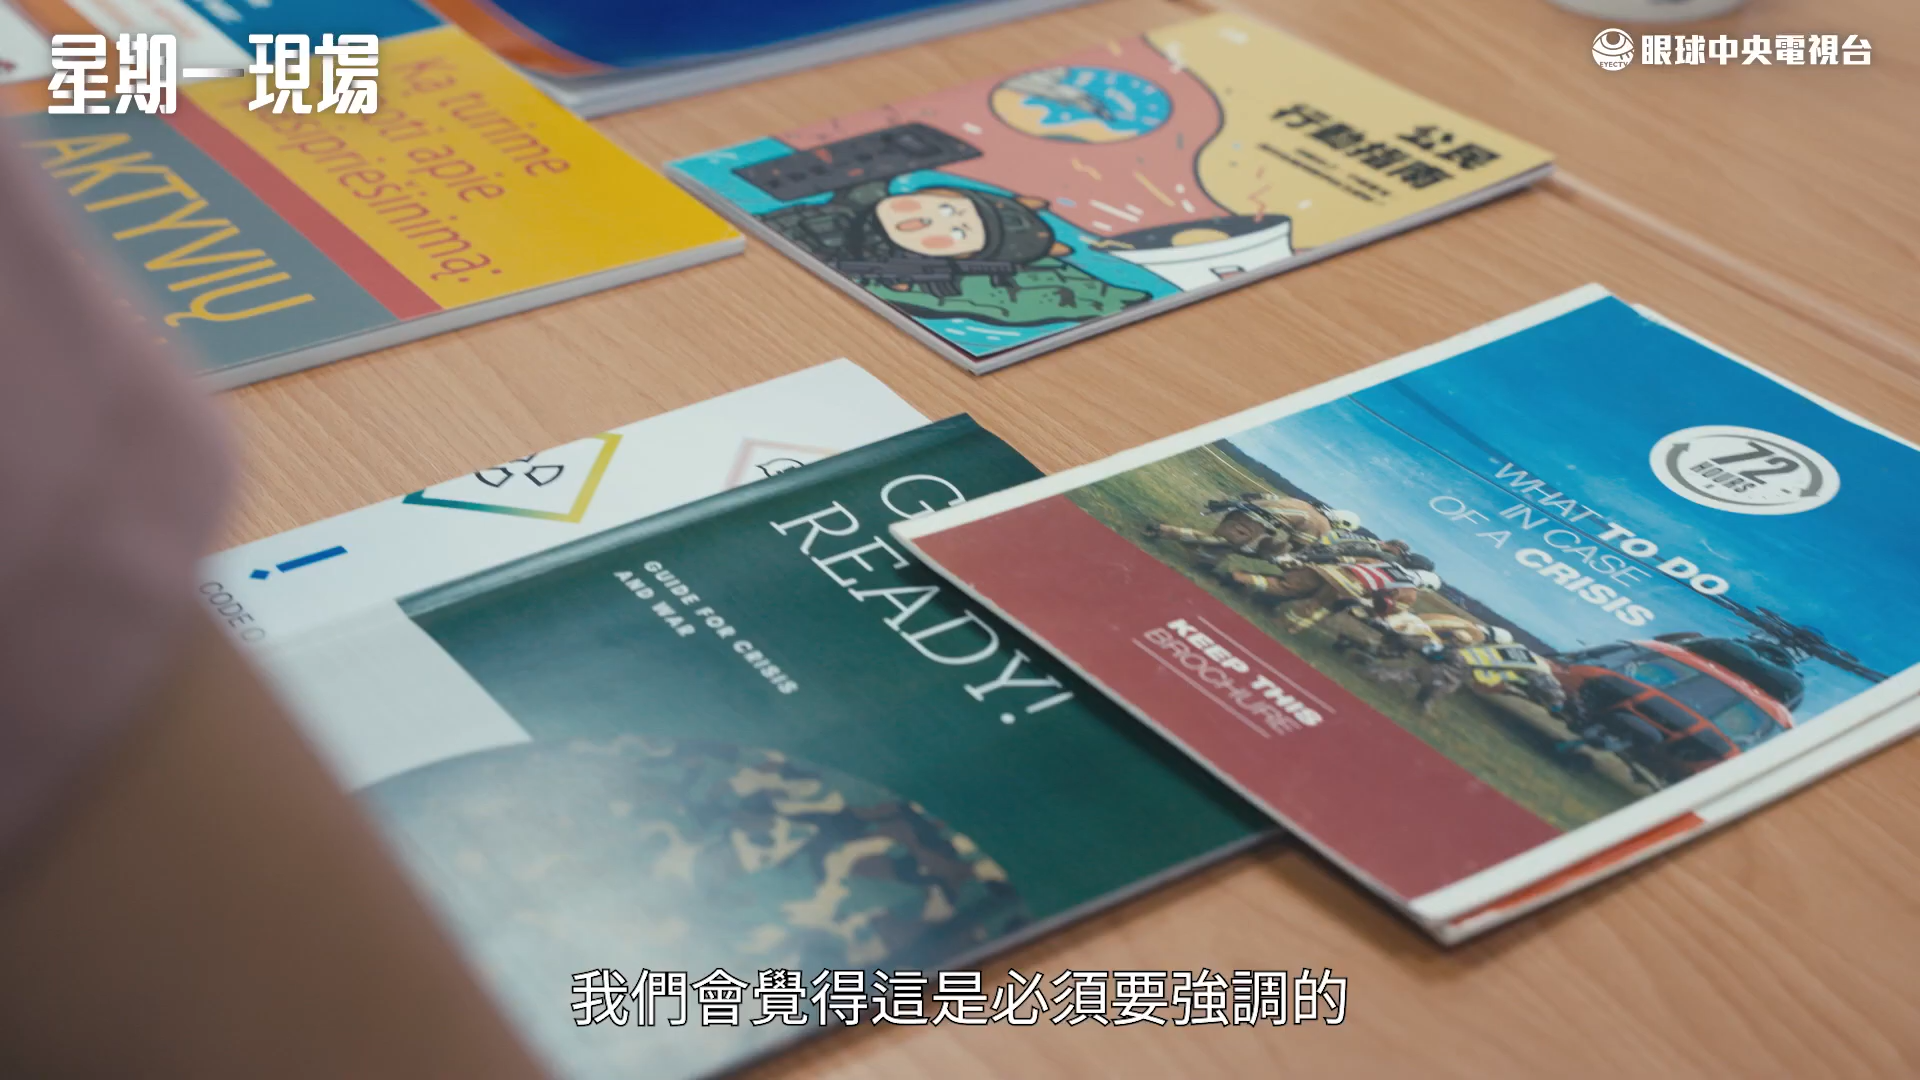 星期一現場
眼球中央電視台
EYECTV
Ką turime
apie
AKTYVIŲ
公民
行動指南
72
HOURS
WHAT TO DO
IN CASE
OF A CRISIS
KEEP THIS
BROCHURE
READY!
GUIDE FOR CRISIS
AND WAR
!
CODE
我們會覺得這是必須要強調的